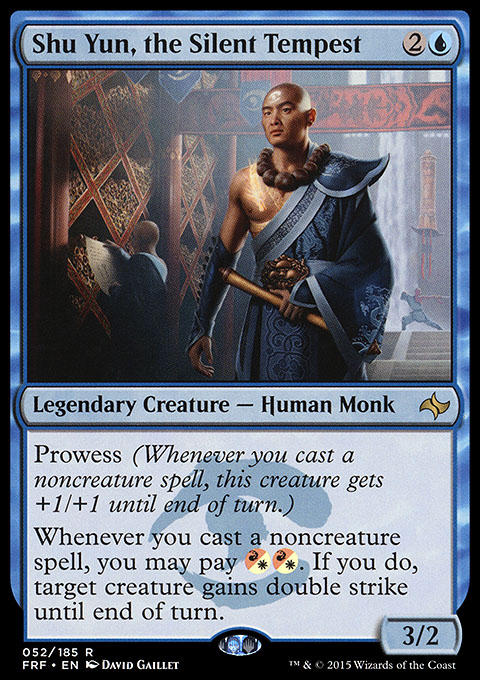 Shu Yun, the Silent Tempest 2
Legendary Creature — Human Monk
Prowess (Whenever you cast a
noncreature spell, this creature gets
+1/+1 until end of turn.)
Whenever you cast a noncreature
spell, you may pay . If you do,
target creature gains double strike
until end of turn.
3/2
052/185 R
FRF • EN David Gaillet
™ & © 2015 Wizards of the Coast